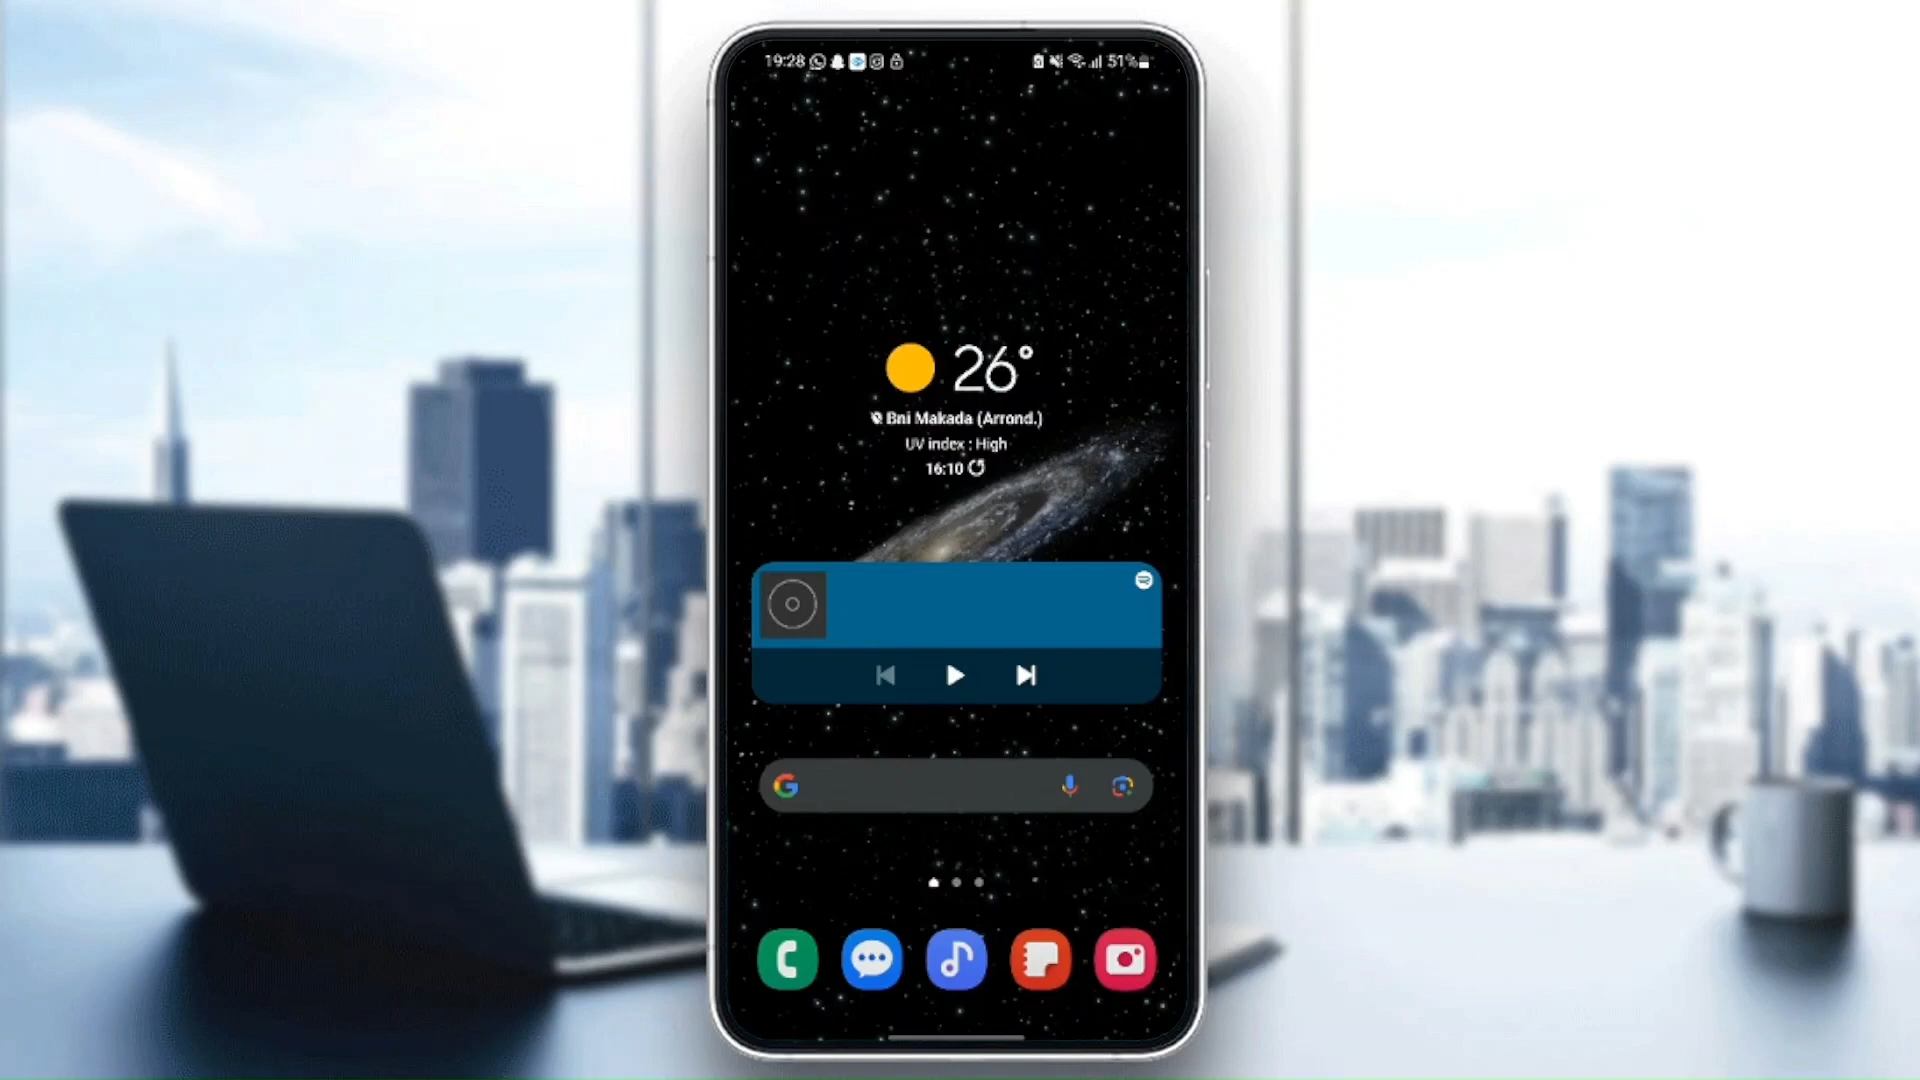 19:28
51%
26°
Bni Makada (Arrond.)
UV index : High
16:10